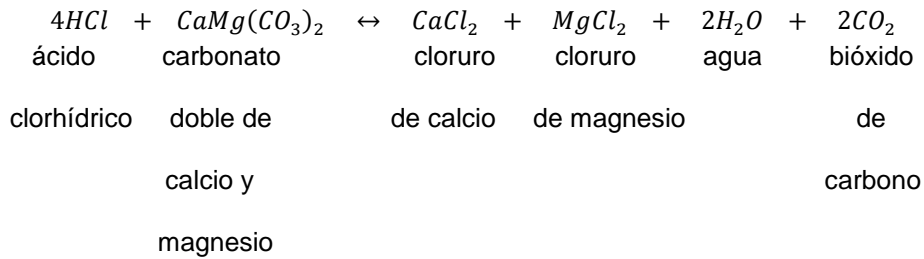 4HCl + CaMg(CO₃)₂ ↔ CaCl₂ + MgCl₂ + 2H₂O + 2CO₂
ácido carbonato cloruro cloruro agua bióxido
clorhídrico doble de de calcio de magnesio de
calcio y carbono
magnesio